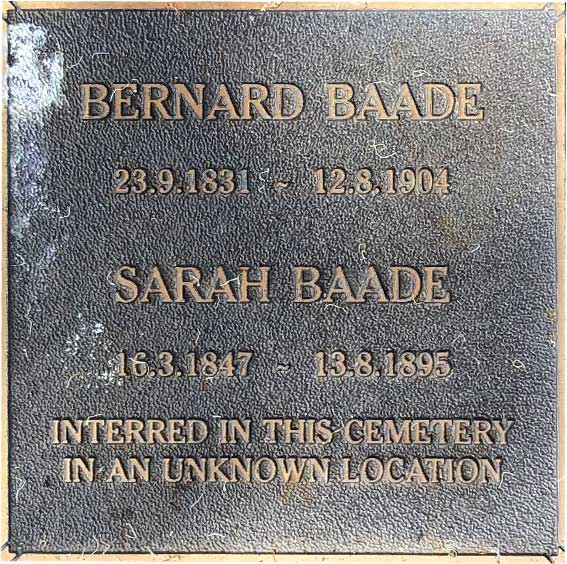 BERNARD BAADE
23.9.1831 ~ 12.8.1904
SARAH BAADE
16.3.1847 ~ 13.8.1895
INTERRED IN THIS CEMETERY
IN AN UNKNOWN LOCATION